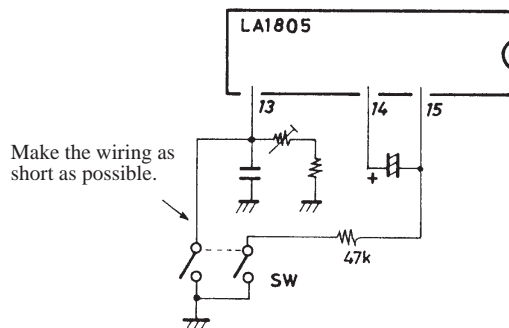 LA1805
13
14
15
Make the wiring as
short as possible.
+
47k
SW